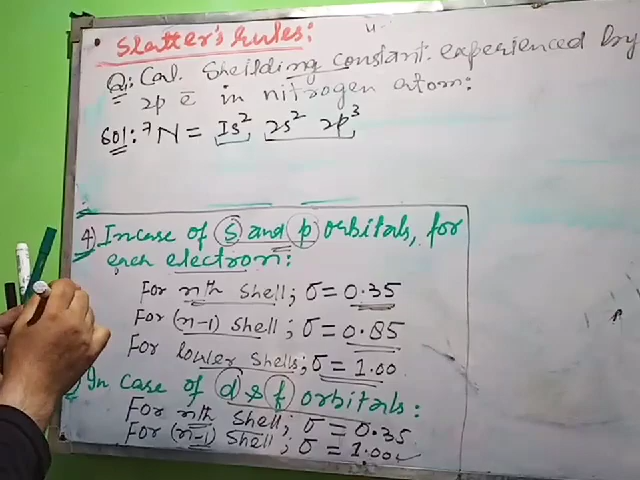 • Slatter's Rules:
Q: Cal. Sheilding constant experienced by
2p ē in nitrogen atom:
Sol: ⁷N = 1s² 2s² 2p³
4) In case of s and p orbitals, for
each electron:
For nth shell; σ = 0.35
For (n-1) shell; σ = 0.85
For lower shells; σ = 1.00
In case of d & f orbitals:
For nth shell; σ = 0.35
For (n-1) shell; σ = 1.00